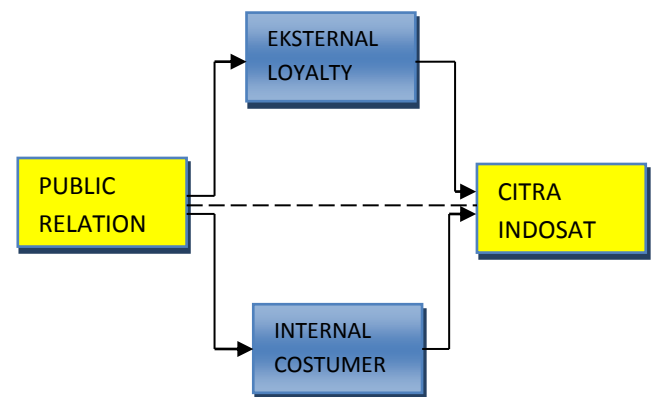 EKSTERNAL
LOYALTY
PUBLIC
RELATION
CITRA
INDOSAT
INTERNAL
COSTUMER